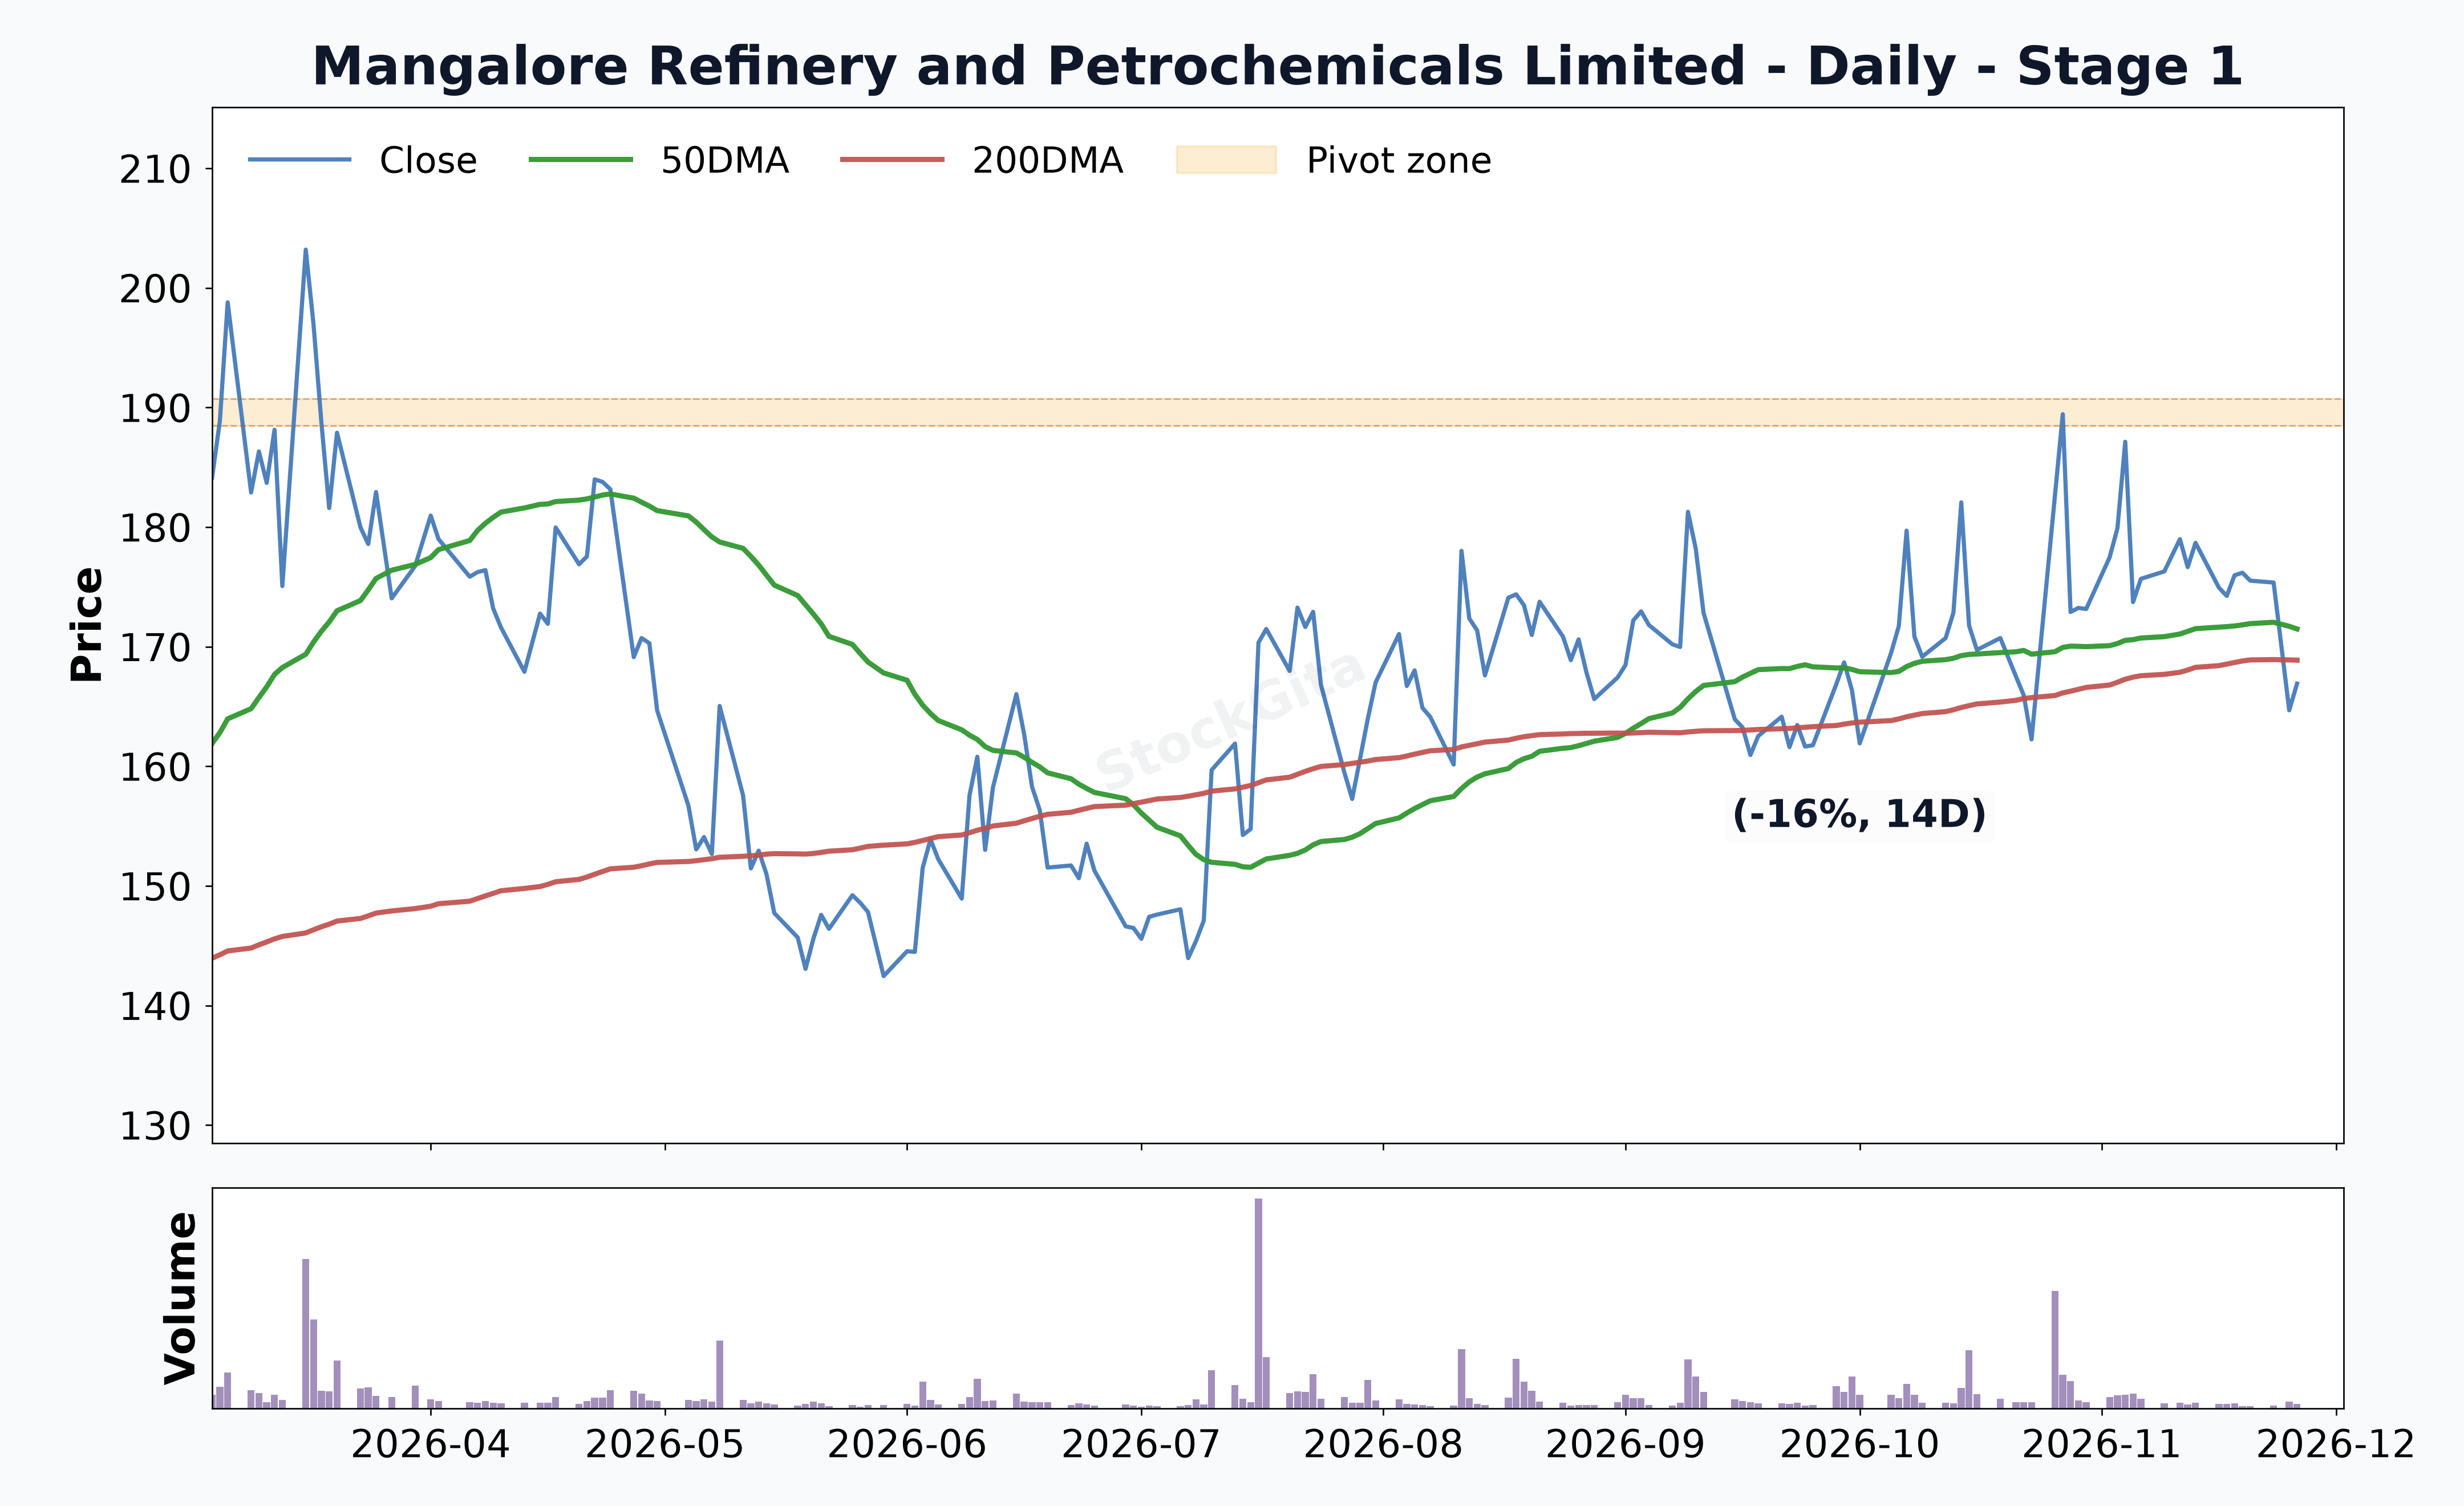 Mangalore Refinery and Petrochemicals Limited - Daily - Stage 1
Close 50DMA 200DMA Pivot zone
210
200
190
180
170
160
150
140
130
Price
StockGita
(-16%, 14D)
Volume
2026-04 2026-05 2026-06 2026-07 2026-08 2026-09 2026-10 2026-11 2026-12